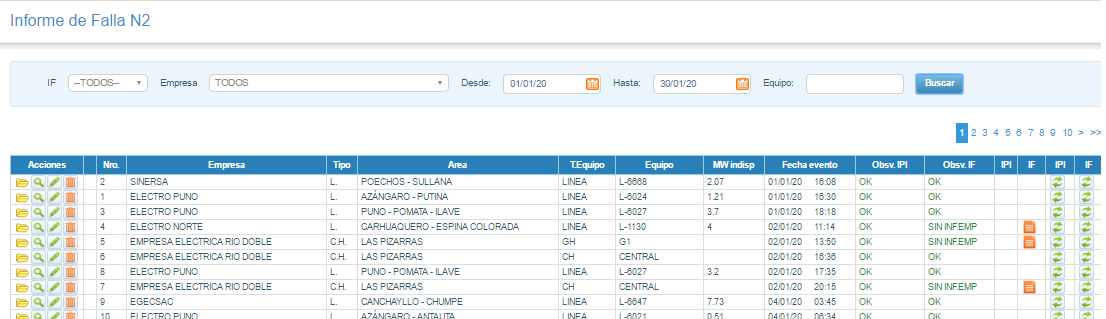 Informe de Falla N2
IF --TODOS-- Empresa TODOS Desde: 01/01/20 Hasta: 30/01/20 Equipo: Buscar
1 2 3 4 5 6 7 8 9 10 > >>
Acciones Nro. Empresa Tipo Area T.Equipo Equipo MW indisp Fecha evento Obsv. IPI Obsv. IF IPI IF IPI IF
2 SINERSA L. POECHOS - SULLANA LINEA L-6668 2.07 01/01/20 16:08 OK OK
1 ELECTRO PUNO L. AZÁNGARO - PUTINA LINEA L-6024 1.21 01/01/20 16:30 OK OK
3 ELECTRO PUNO L. PUNO - POMATA - ILAVE LINEA L-6027 3.7 01/01/20 18:18 OK OK
4 ELECTRO NORTE L. CARHUAQUERO - ESPINA COLORADA LINEA L-1130 4 02/01/20 11:14 OK SIN INF.EMP
5 EMPRESA ELECTRICA RIO DOBLE C.H. LAS PIZARRAS GH G1 02/01/20 13:50 OK SIN INF.EMP
6 EMPRESA ELECTRICA RIO DOBLE C.H. LAS PIZARRAS CH CENTRAL 02/01/20 16:36 OK OK
8 ELECTRO PUNO L. PUNO - POMATA - ILAVE LINEA L-6027 3.2 02/01/20 17:35 OK OK
7 EMPRESA ELECTRICA RIO DOBLE C.H. LAS PIZARRAS CH CENTRAL 02/01/20 20:15 OK SIN INF.EMP
9 EGECSAC L. CANCHAYLLO - CHUMPE LINEA L-6647 7.73 04/01/20 03:45 OK OK
10 ELECTRO PUNO L. AZÁNGARO - ANTAUTA LINEA L-6021 0.51 04/01/20 06:34 OK OK